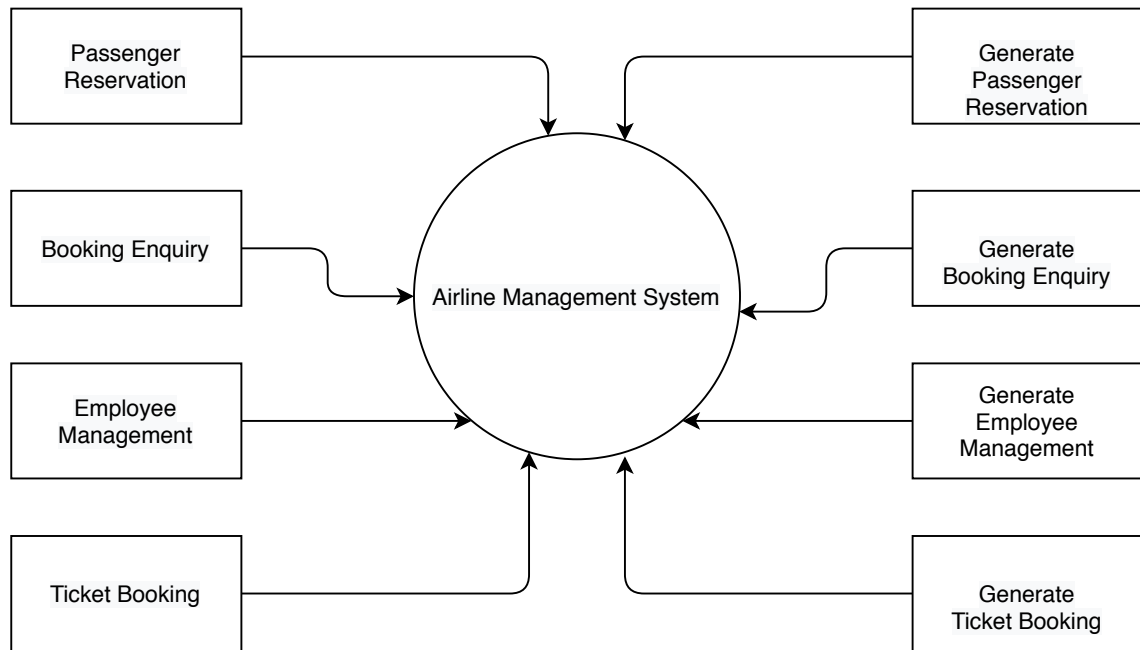 Passenger
Reservation
Generate
Passenger
Reservation
Booking Enquiry
Generate
Booking Enquiry
Airline Management System
Employee
Management
Generate
Employee
Management
Ticket Booking
Generate
Ticket Booking